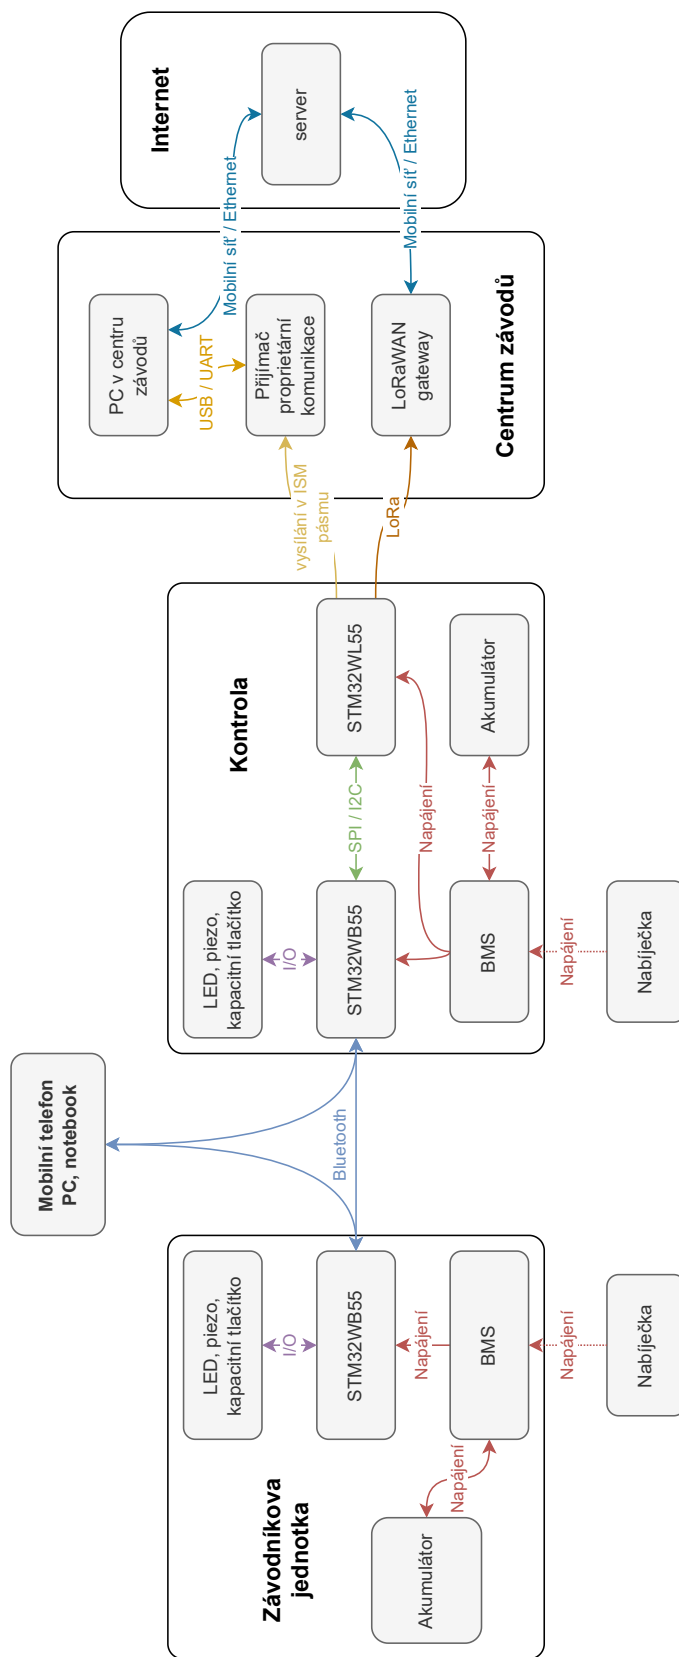 Mobilní telefon
PC, notebook
Závodníkova
jednotka
LED, piezo,
kapacitní tlačítko
I/O
STM32WB55
Napájení
BMS
Napájení
Akumulátor
Napájení
Nabíječka
Bluetooth
Kontrola
LED, piezo,
kapacitní tlačítko
I/O
STM32WB55
SPI / I2C
STM32WL55
Napájení
BMS
Napájení
Akumulátor
Napájení
Nabíječka
vysílání v ISM
pásmu
LoRa
Centrum závodů
PC v centru
závodů
USB / UART
Přijímač
proprietární
komunikace
LoRaWAN
gateway
Mobilní síť / Ethernet
Mobilní síť / Ethernet
Internet
server